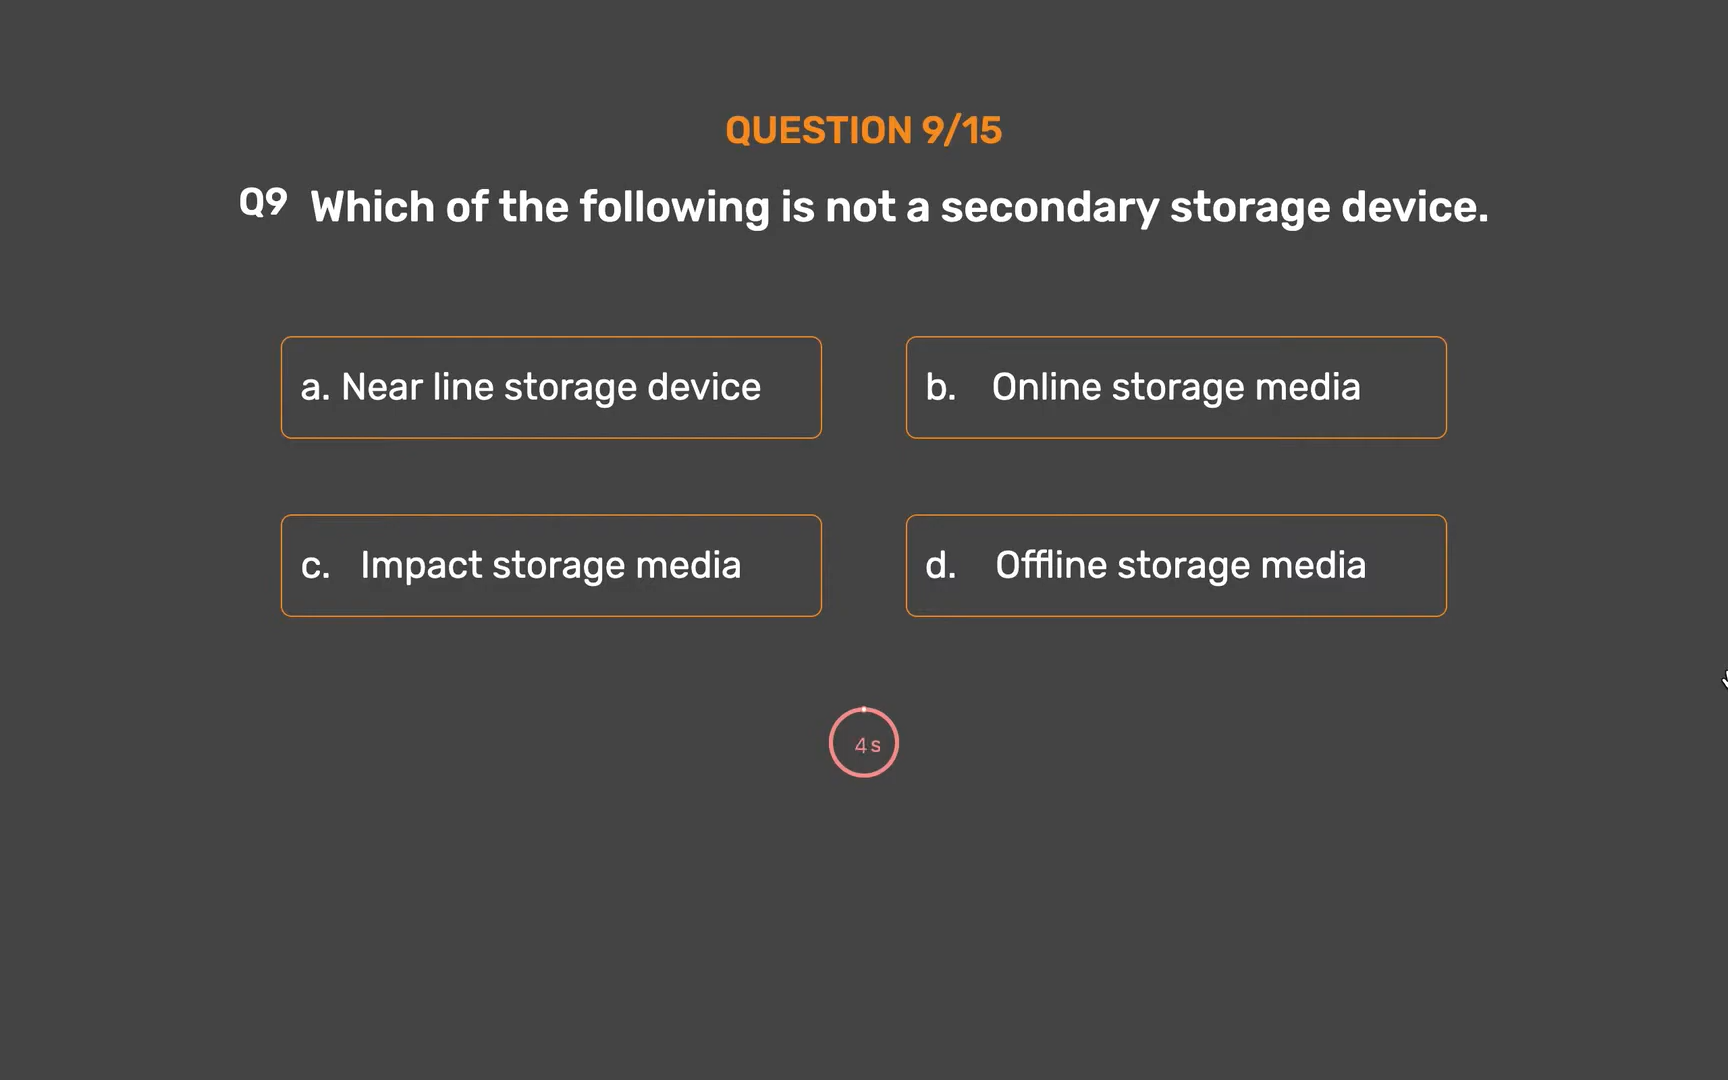 QUESTION 9/15
Q9 Which of the following is not a secondary storage device.
a. Near line storage device
b. Online storage media
c. Impact storage media
d. Offline storage media
4s